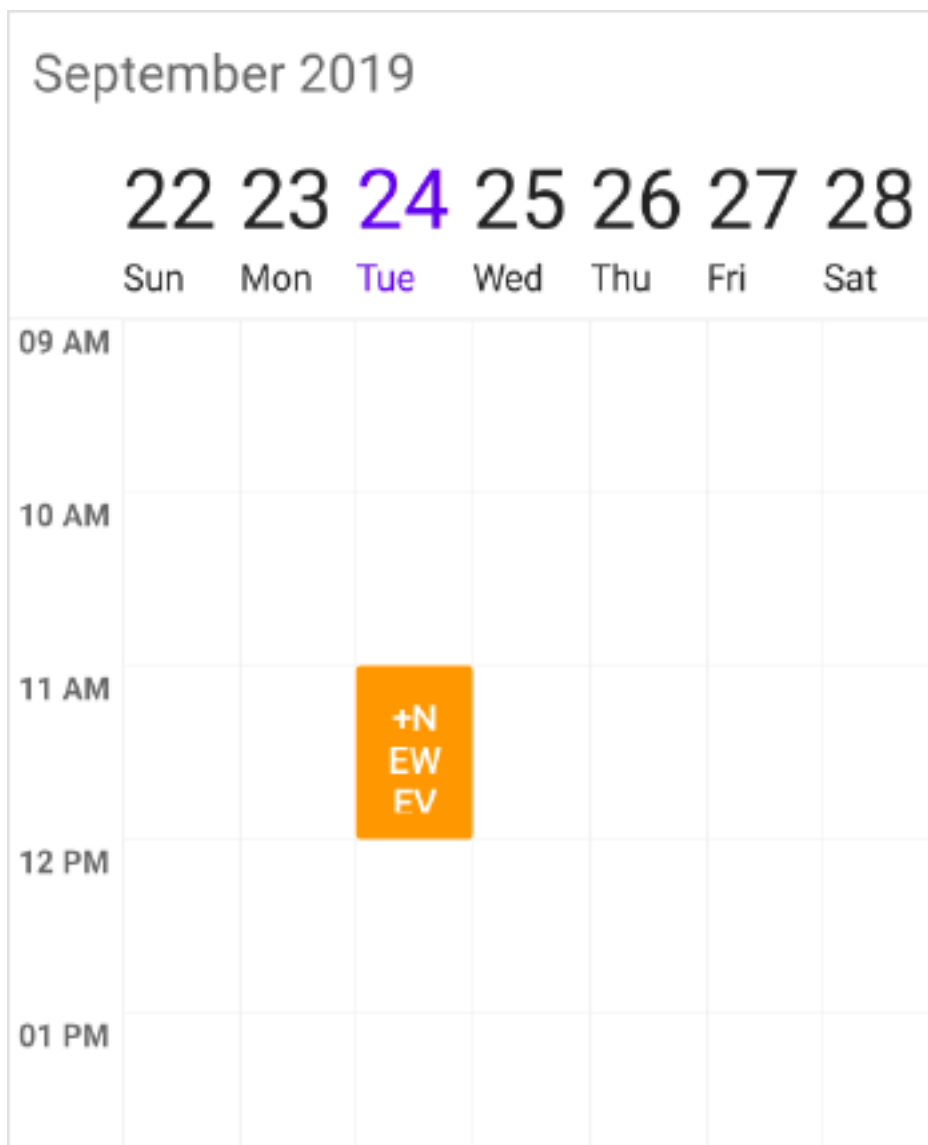 September 2019
22 23 24 25 26 27 28
Sun Mon Tue Wed Thu Fri Sat
09 AM
10 AM
11 AM
+N
EW
EV
12 PM
01 PM